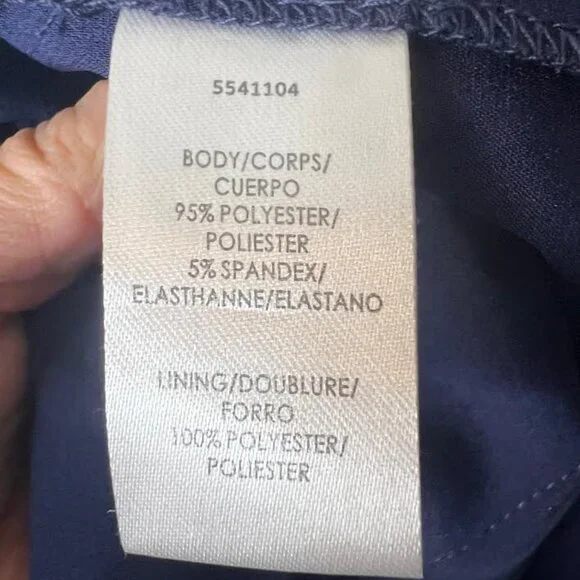 5541104
BODY/CORPS/
CUERPO
95% POLYESTER/
POLIESTER
5% SPANDEX/
ELASTHANNE/ELASTANO
LINING/DOUBLURE/
FORRO
100% POLYESTER/
POLIESTER